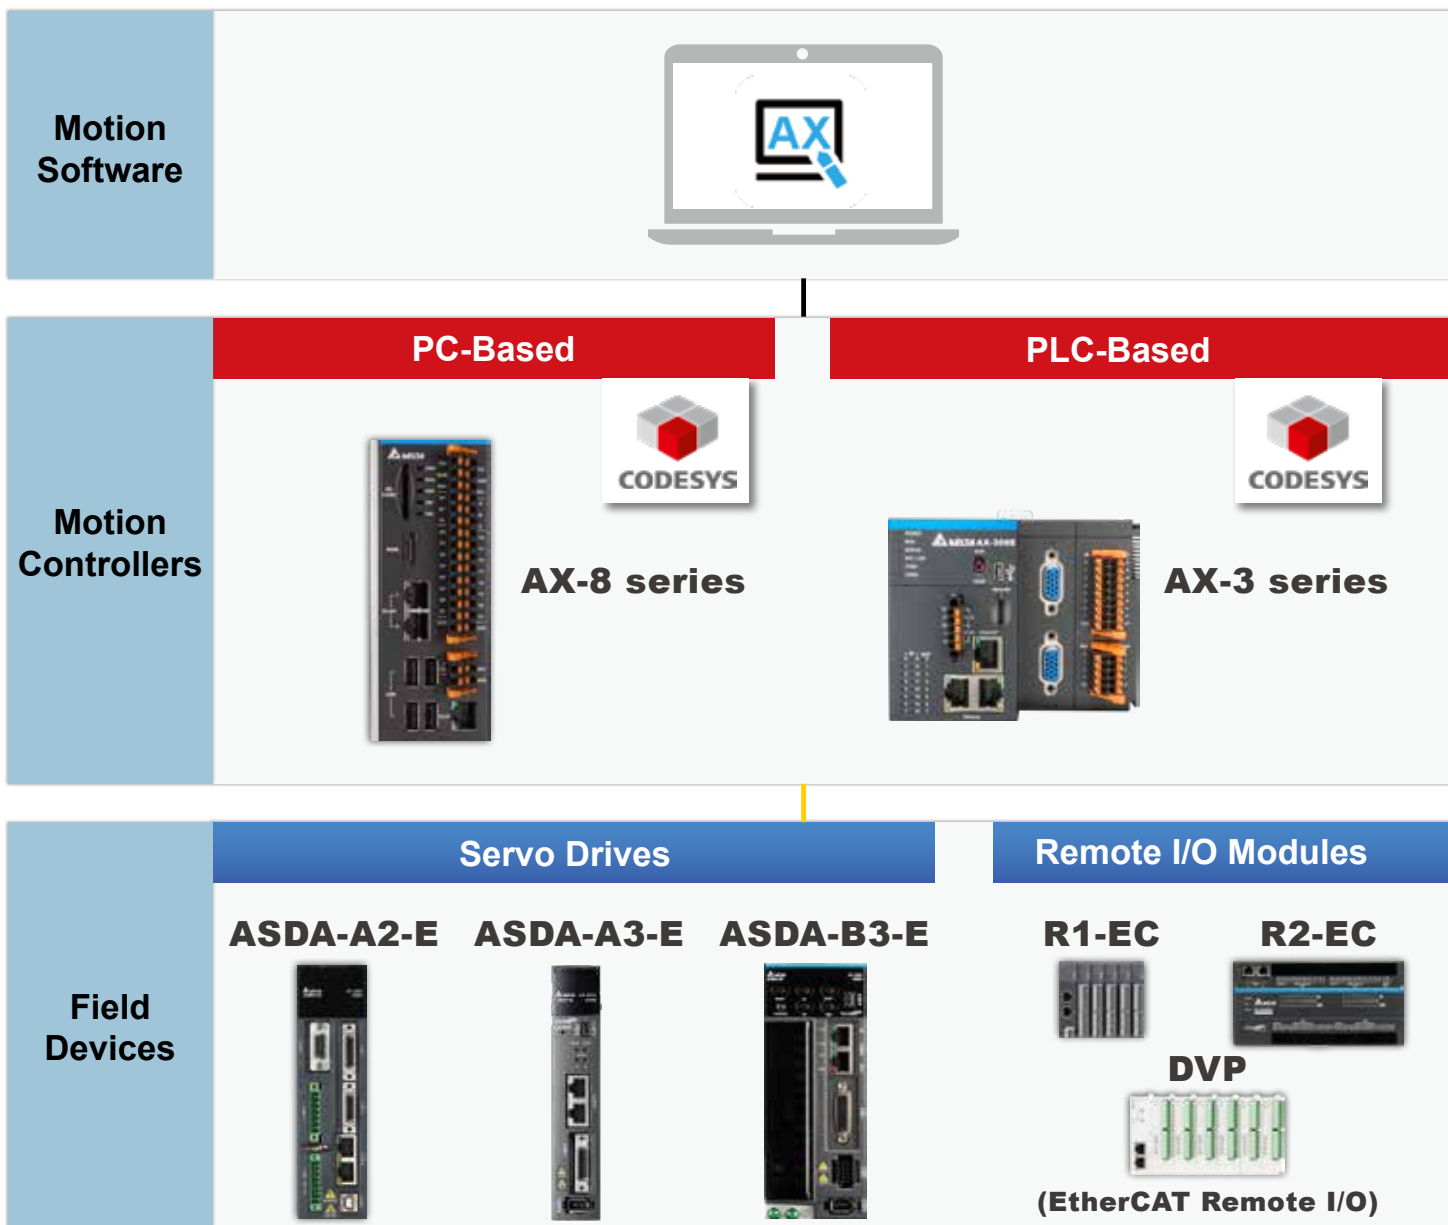 Motion
Software
AX
PC-Based
PLC-Based
CODESYS
CODESYS
Motion
Controllers
AX-8 series
AX-3 series
Servo Drives
Remote I/O Modules
ASDA-A2-E
ASDA-A3-E
ASDA-B3-E
R1-EC
R2-EC
Field
Devices
DVP
(EtherCAT Remote I/O)